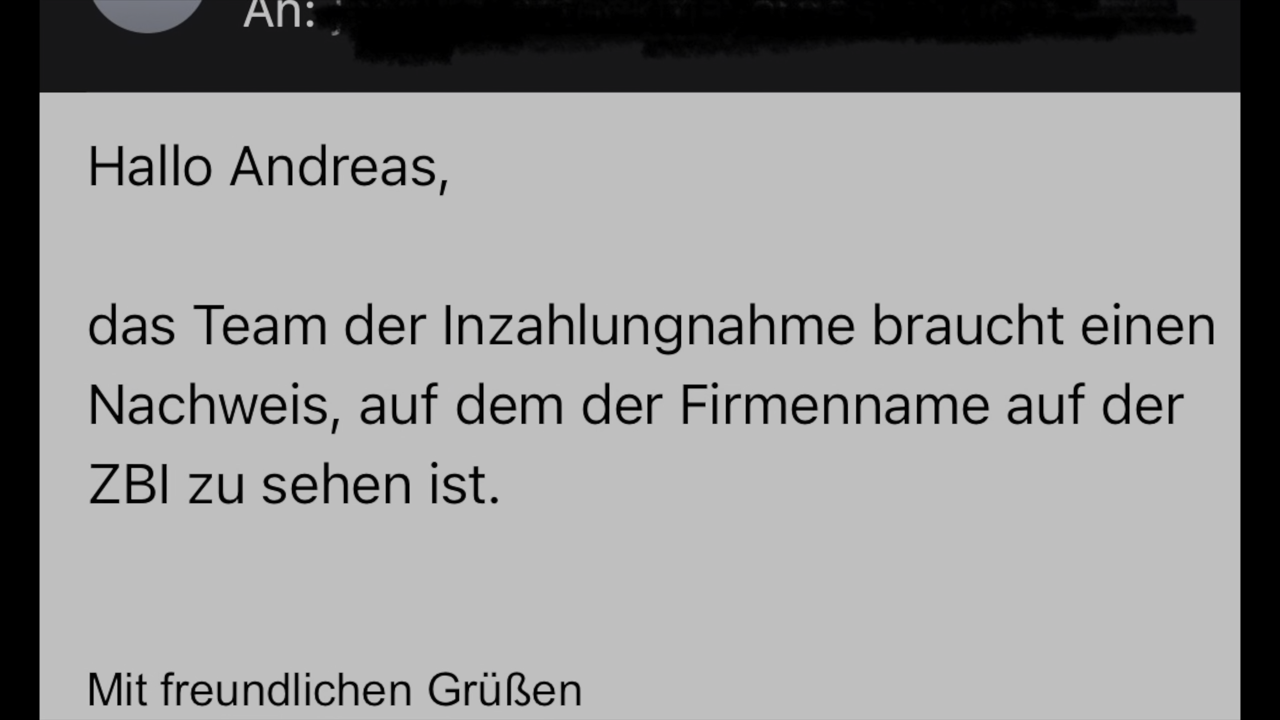 An:
Hallo Andreas,
das Team der Inzahlungnahme braucht einen
Nachweis, auf dem der Firmenname auf der
ZBI zu sehen ist.
Mit freundlichen Grüßen